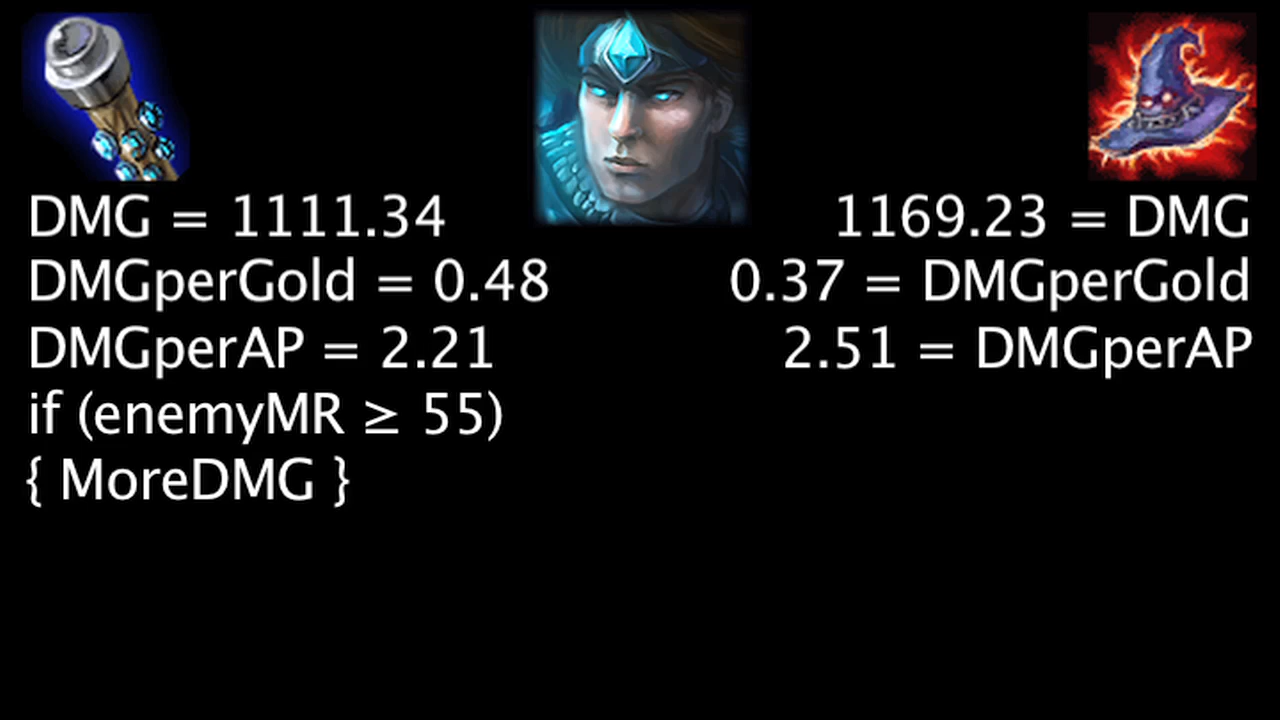 DMG = 1111.34
DMGperGold = 0.48
DMGperAP = 2.21
if (enemyMR ≥ 55)
{ MoreDMG }
1169.23 = DMG
0.37 = DMGperGold
2.51 = DMGperAP